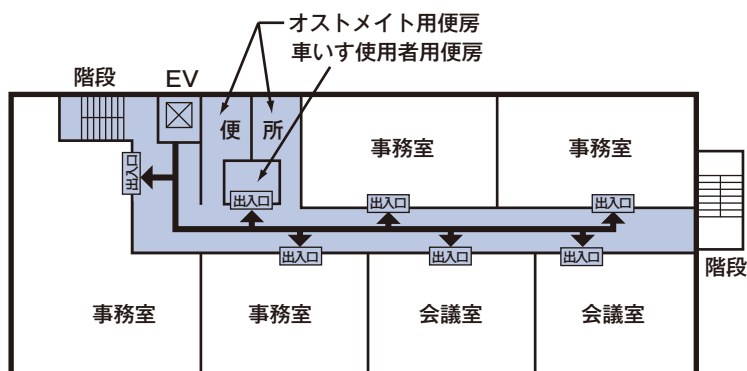 オストメイト用便房
車いす使用者用便房
階段
EV
便
所
事務室
事務室
出入口
出入口
出入口
出入口
出入口
出入口
出入口
階段
事務室
事務室
会議室
会議室